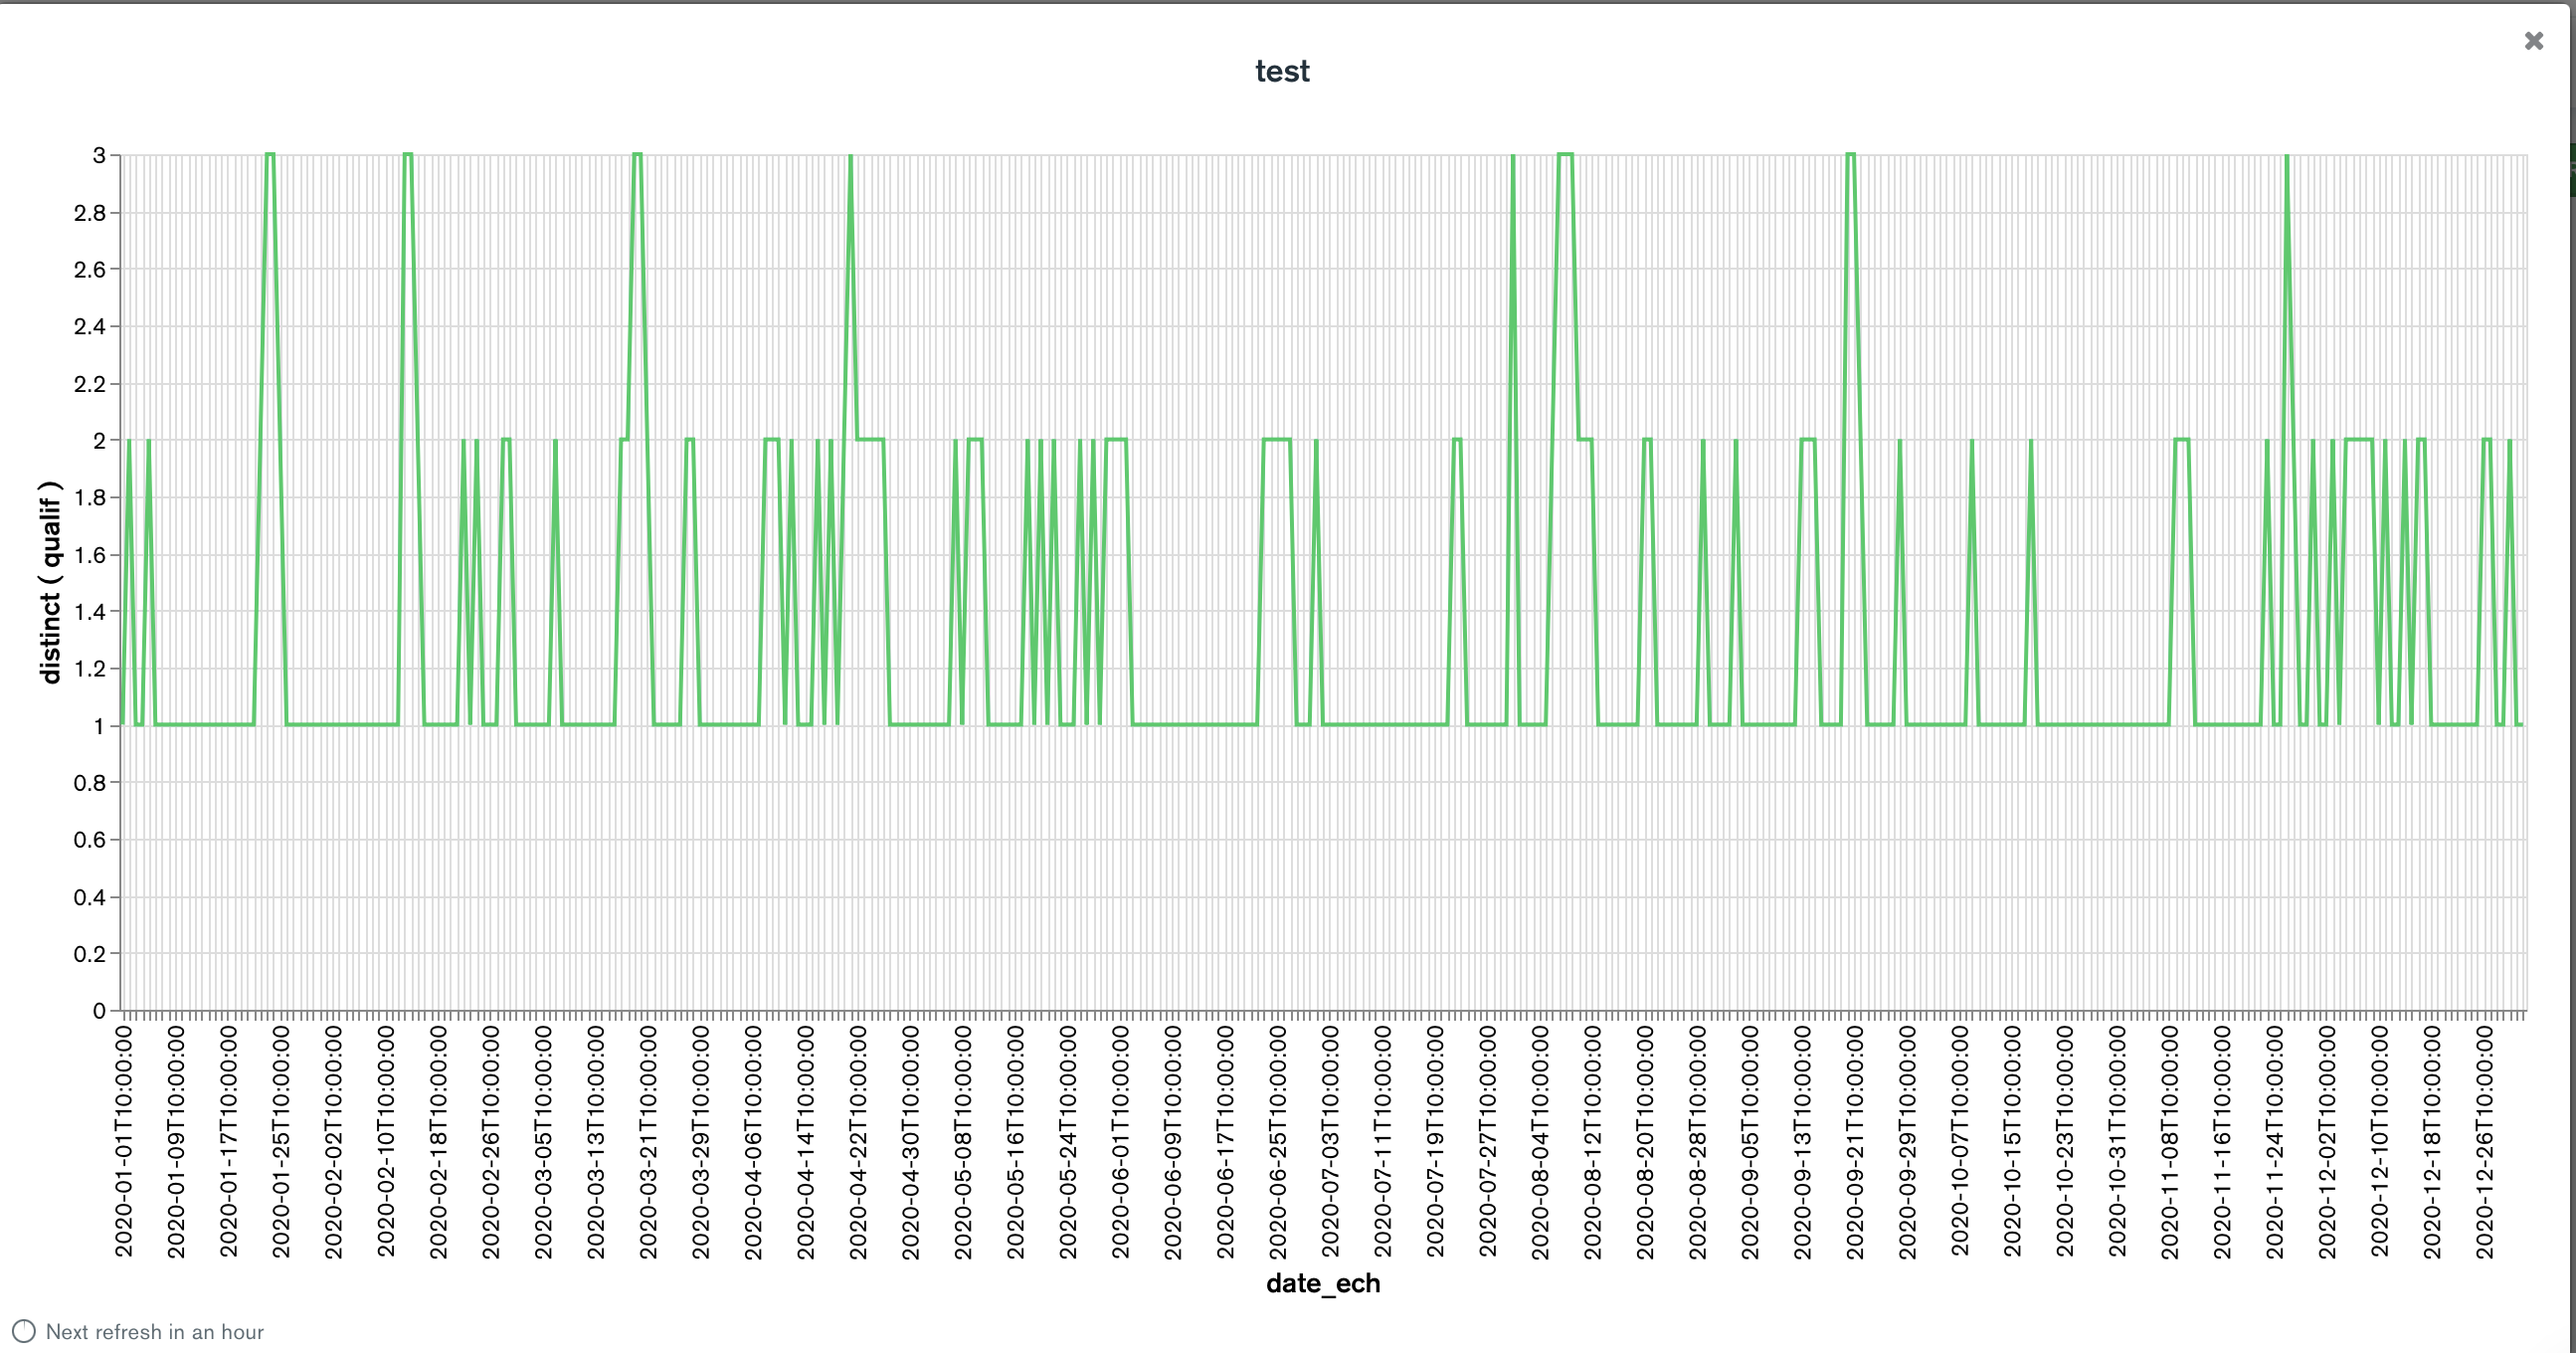 test
3
2.8
2.6
2.4
2.2
2
1.8
1.6
1.4
1.2
1
0.8
0.6
0.4
0.2
0
distinct ( qualif )
2020-01-01T10:00:00
2020-01-09T10:00:00
2020-01-17T10:00:00
2020-01-25T10:00:00
2020-02-02T10:00:00
2020-02-10T10:00:00
2020-02-18T10:00:00
2020-02-26T10:00:00
2020-03-05T10:00:00
2020-03-13T10:00:00
2020-03-21T10:00:00
2020-03-29T10:00:00
2020-04-06T10:00:00
2020-04-14T10:00:00
2020-04-22T10:00:00
2020-04-30T10:00:00
2020-05-08T10:00:00
2020-05-16T10:00:00
2020-05-24T10:00:00
2020-06-01T10:00:00
2020-06-09T10:00:00
2020-06-17T10:00:00
2020-06-25T10:00:00
2020-07-03T10:00:00
2020-07-11T10:00:00
2020-07-19T10:00:00
2020-07-27T10:00:00
2020-08-04T10:00:00
2020-08-12T10:00:00
2020-08-20T10:00:00
2020-08-28T10:00:00
2020-09-05T10:00:00
2020-09-13T10:00:00
2020-09-21T10:00:00
2020-09-29T10:00:00
2020-10-07T10:00:00
2020-10-15T10:00:00
2020-10-23T10:00:00
2020-10-31T10:00:00
2020-11-08T10:00:00
2020-11-16T10:00:00
2020-11-24T10:00:00
2020-12-02T10:00:00
2020-12-10T10:00:00
2020-12-18T10:00:00
2020-12-26T10:00:00
date_ech
Next refresh in an hour